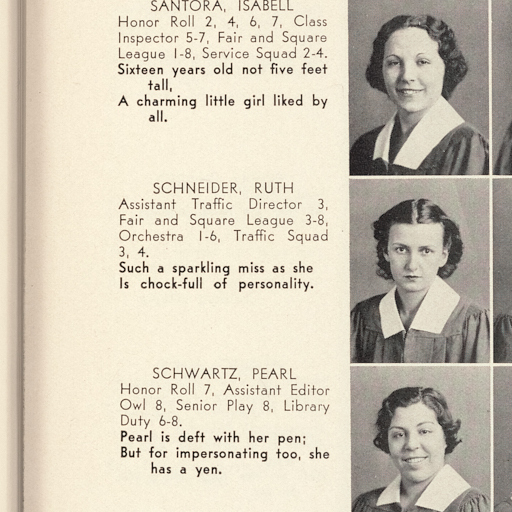 SANTORA, ISABELL
Honor Roll 2, 4, 6, 7, Class
Inspector 5-7, Fair and Square
League 1-8, Service Squad 2-4.
Sixteen years old not five feet
tall,
A charming little girl liked by
all.
SCHNEIDER, RUTH
Assistant Traffic Director 3,
Fair and Square League 3-8,
Orchestra 1-6, Traffic Squad
3, 4.
Such a sparkling miss as she
Is chock-full of personality.
SCHWARTZ, PEARL
Honor Roll 7, Assistant Editor
Owl 8, Senior Play 8, Library
Duty 6-8.
Pearl is deft with her pen;
But for impersonating too, she
has a yen.